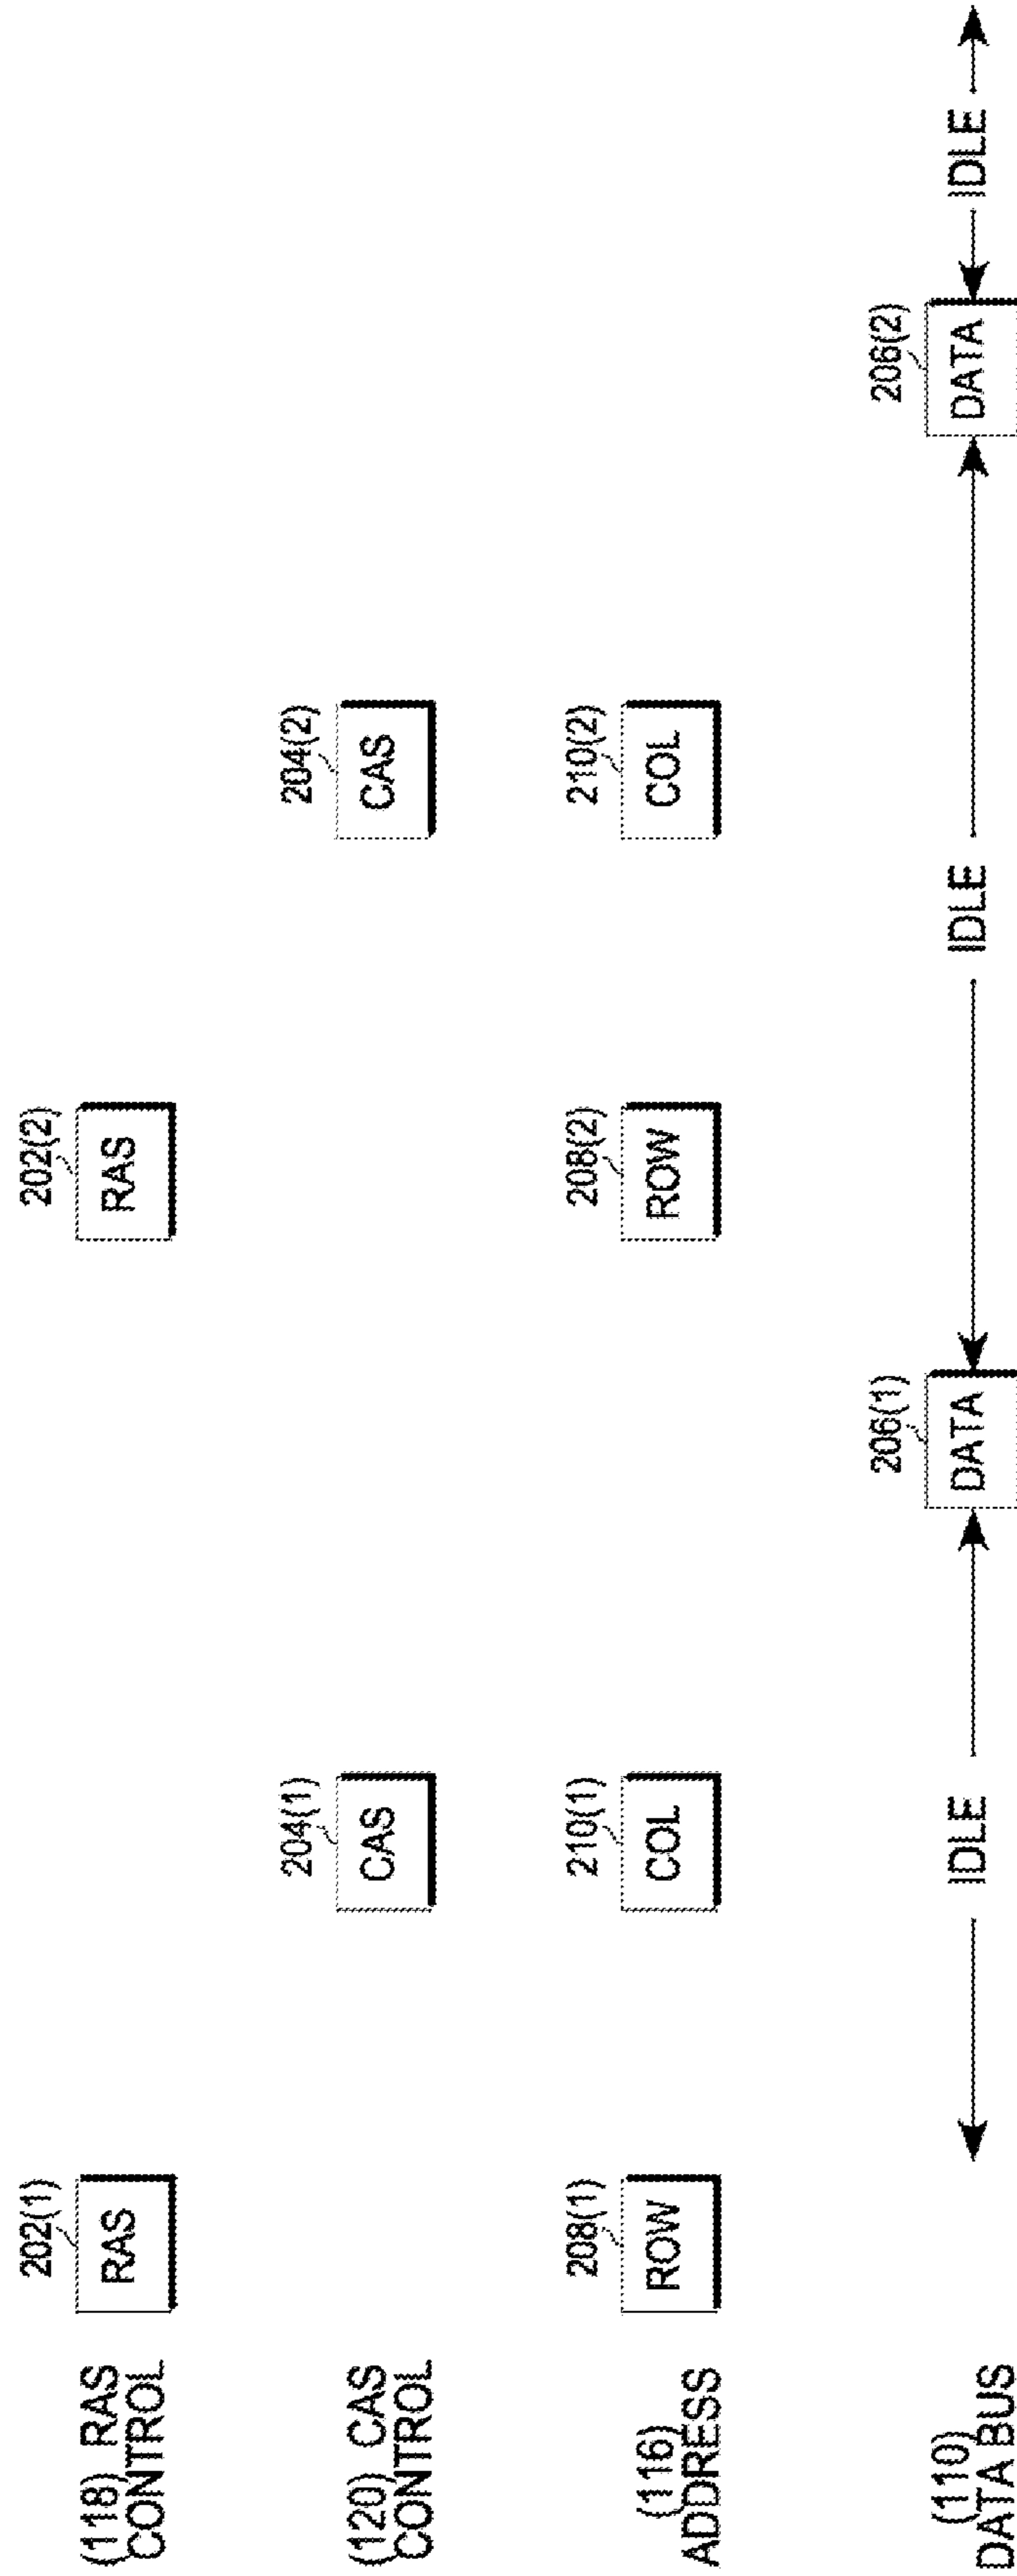 (118) RAS
CONTROL
202(1)
RAS
202(2)
RAS
(120) CAS
CONTROL
204(1)
CAS
204(2)
CAS
(116)
ADDRESS
208(1)
ROW
210(1)
COL
208(2)
ROW
210(2)
COL
(110)
DATA BUS
IDLE
206(1)
DATA
IDLE
206(2)
DATA
IDLE